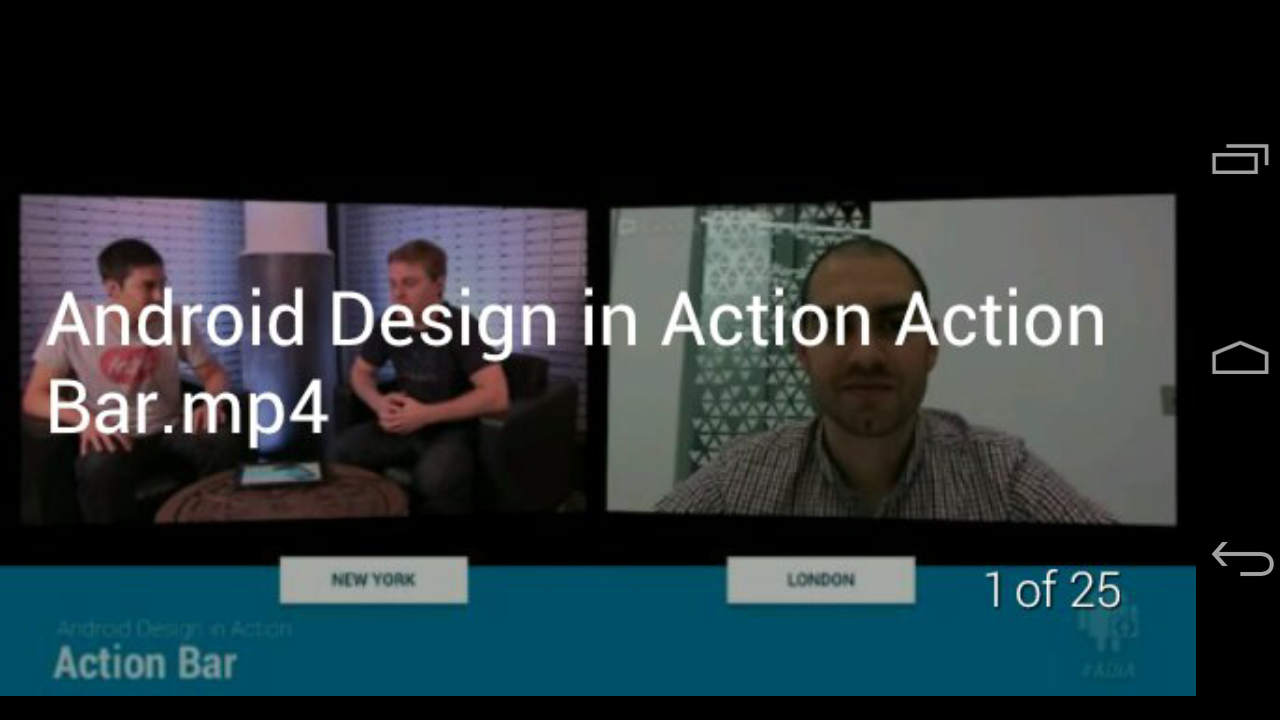 Android Design in Action Action
Bar.mp4
NEW YORK
LONDON
1 of 25
Android Design in Action
Action Bar
#ADiA